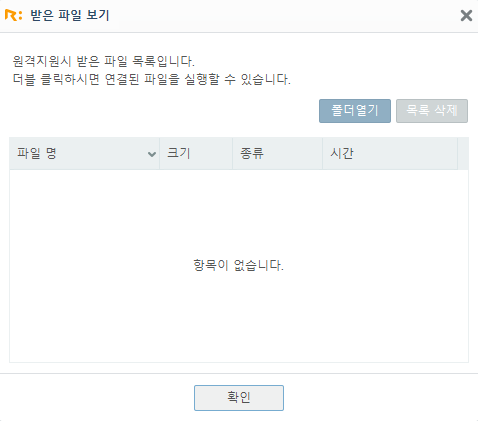 R: 받은 파일 보기
원격지원시 받은 파일 목록입니다.
더블 클릭하시면 연결된 파일을 실행할 수 있습니다.
폴더열기 목록 삭제
파일 명 크기 종류 시간
항목이 없습니다.
확인